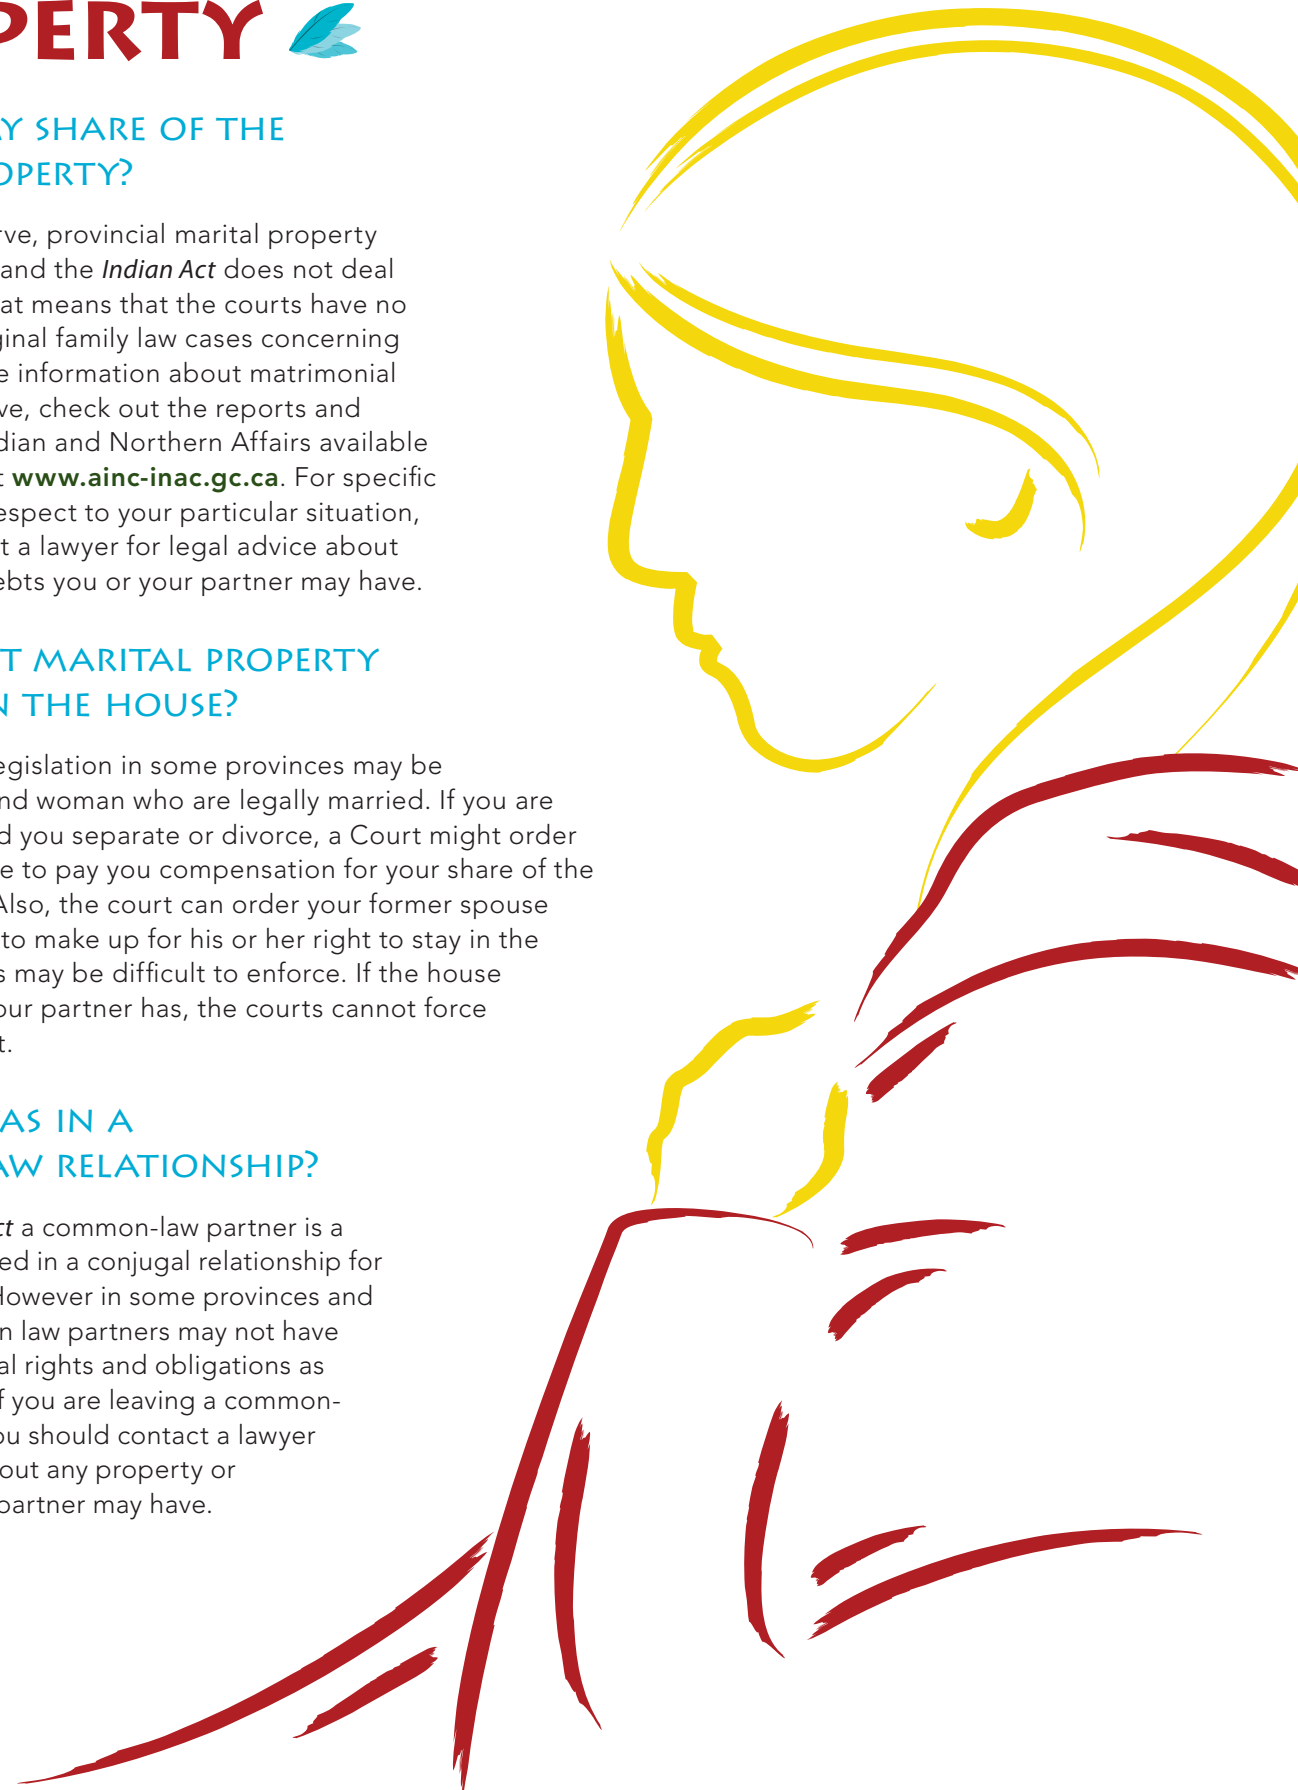 PERTY
Y SHARE OF THE
OPERTY?
rve, provincial marital property
and the Indian Act does not deal
at means that the courts have no
ginal family law cases concerning
e information about matrimonial
ve, check out the reports and
dian and Northern Affairs available
t www.ainc-inac.gc.ca. For specific
espect to your particular situation,
t a lawyer for legal advice about
ebts you or your partner may have.
T MARITAL PROPERTY
N THE HOUSE?
egislation in some provinces may be
nd woman who are legally married. If you are
d you separate or divorce, a Court might order
e to pay you compensation for your share of the
Also, the court can order your former spouse
to make up for his or her right to stay in the
s may be difficult to enforce. If the house
our partner has, the courts cannot force
t.
AS IN A
AW RELATIONSHIP?
ct a common-law partner is a
ed in a conjugal relationship for
However in some provinces and
n law partners may not have
al rights and obligations as
f you are leaving a common-
ou should contact a lawyer
out any property or
partner may have.